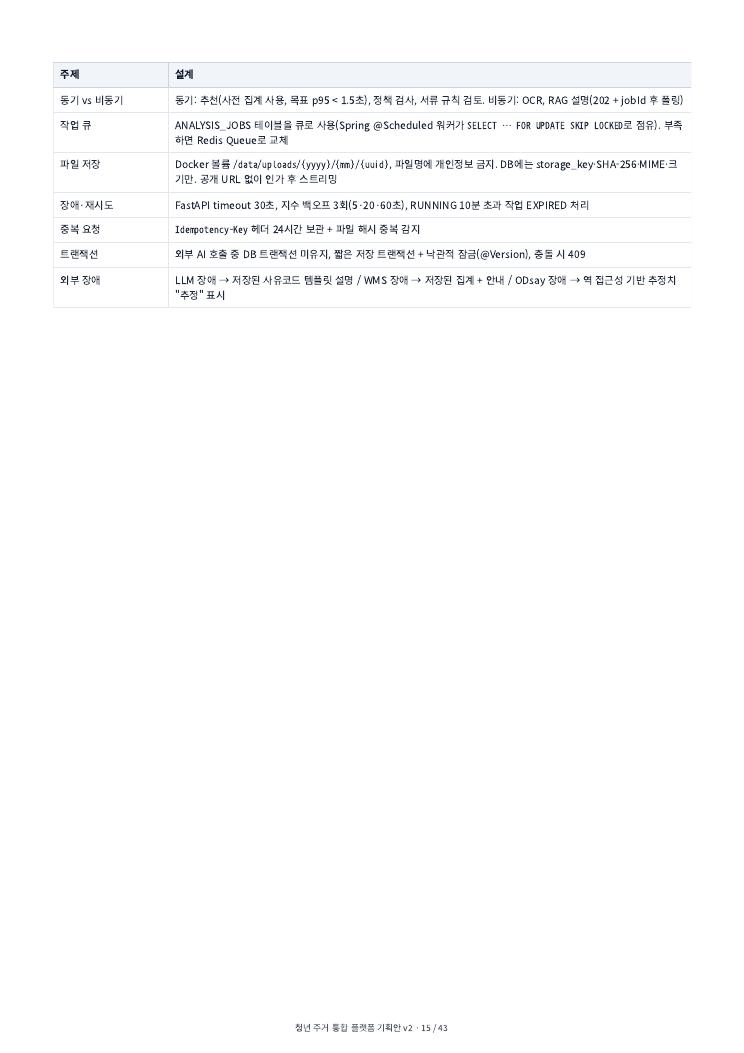 주제 설계
동기 vs 비동기 동기: 추천(사전 집계 사용, 목표 p95 < 1.5초), 정책 검사, 서류 규칙 검토. 비동기: OCR, RAG 설명(202 + jobId 후 폴링)
작업 큐 ANALYSIS_JOBS 테이블을 큐로 사용(Spring @Scheduled 워커가 SELECT … FOR UPDATE SKIP LOCKED로 점유). 부족
하면 Redis Queue로 교체
파일 저장 Docker 볼륨 /data/uploads/{yyyy}/{mm}/{uuid}, 파일명에 개인정보 금지. DB에는 storage_key·SHA-256·MIME·크
기만. 공개 URL 없이 인가 후 스트리밍
장애·재시도 FastAPI timeout 30초, 지수 백오프 3회(5·20·60초), RUNNING 10분 초과 작업 EXPIRED 처리
중복 요청 Idempotency-Key 헤더 24시간 보관 + 파일 해시 중복 감지
트랜잭션 외부 AI 호출 중 DB 트랜잭션 미유지, 짧은 저장 트랜잭션 + 낙관적 잠금(@Version), 충돌 시 409
외부 장애 LLM 장애 → 저장된 사유코드 템플릿 설명 / WMS 장애 → 저장된 집계 + 안내 / ODsay 장애 → 역 접근성 기반 추정치
"추정" 표시
청년 주거 통합 플랫폼 기획안 v2 · 15 / 43